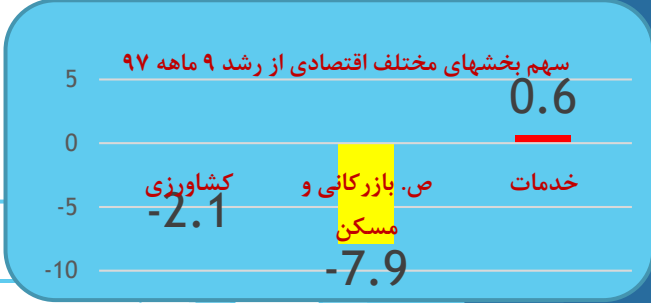 سهم بخشهای مختلف اقتصادی از رشد ۹ ماهه ۹۷
5
0
-5
-10
0.6
-7.9
-2.1
خدمات
ص. بازرکانی و
مسکن
کشاورزی